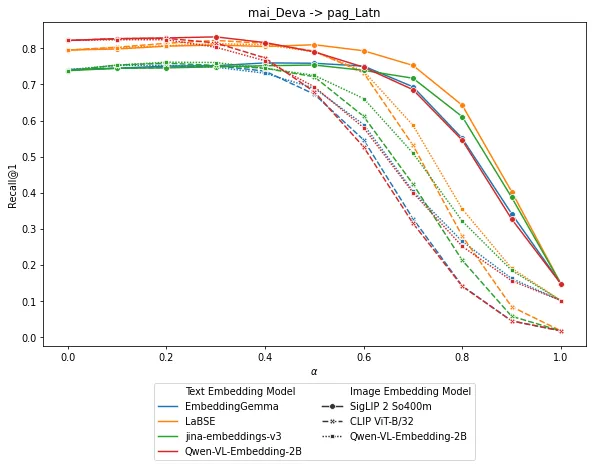 mai_Deva -> pag_Latn
Recall@1
0.8
0.7
0.6
0.5
0.4
0.3
0.2
0.1
0.0
0.0 0.2 0.4 0.6 0.8 1.0
α
Text Embedding Model
EmbeddingGemma
LaBSE
jina-embeddings-v3
Qwen-VL-Embedding-2B
Image Embedding Model
SigLIP 2 So400m
CLIP ViT-B/32
Qwen-VL-Embedding-2B